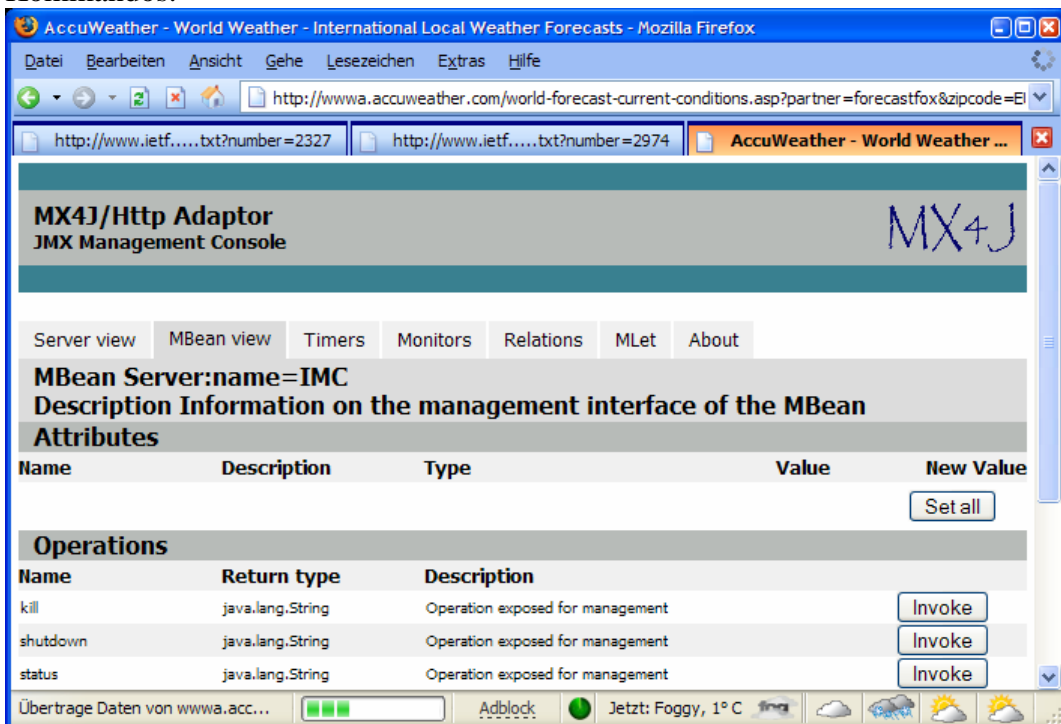 Kommandos.
AccuWeather - World Weather - International Local Weather Forecasts - Mozilla Firefox
Datei Bearbeiten Ansicht Gehe Lesezeichen Extras Hilfe
http://wwwa.accuweather.com/world-forecast-current-conditions.asp?partner=forecastfox&zipcode=EI
http://www.ietf.....txt?number=2327 http://www.ietf.....txt?number=2974 AccuWeather - World Weather ...
MX4J/Http Adaptor
JMX Management Console
MX4J
Server view MBean view Timers Monitors Relations MLet About
MBean Server:name=IMC
Description Information on the management interface of the MBean
Attributes
Name Description Type Value New Value
Set all
Operations
Name Return type Description
kill java.lang.String Operation exposed for management Invoke
shutdown java.lang.String Operation exposed for management Invoke
status java.lang.String Operation exposed for management Invoke
Übertrage Daten von wwwa.acc... Adblock Jetzt: Foggy, 1° C fog